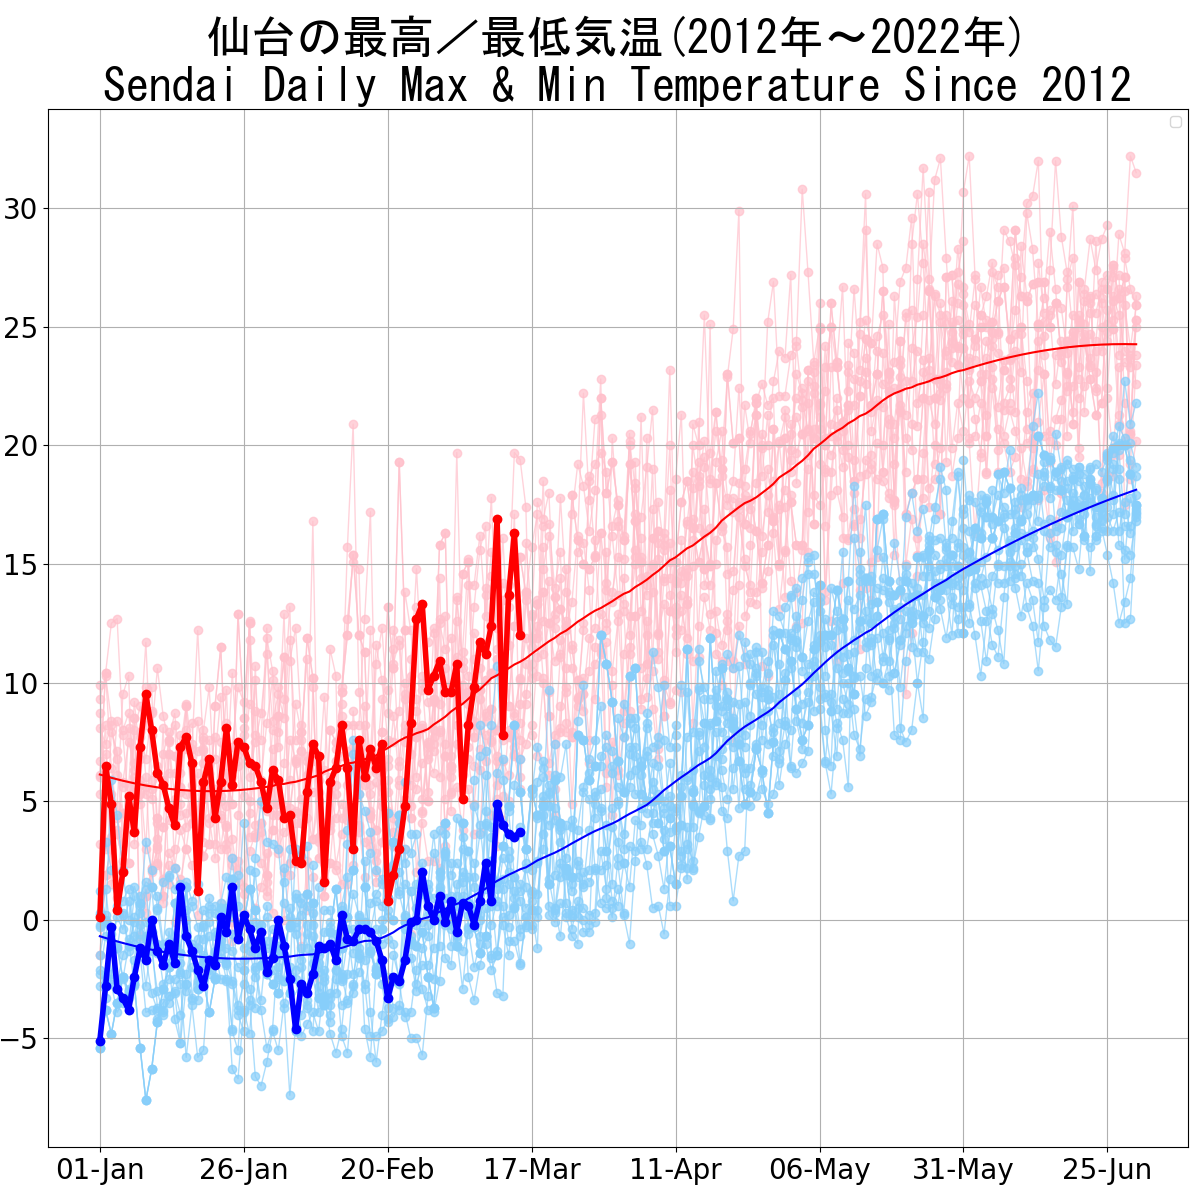 仙台の最高／最低気温(2012年～2022年)
Sendai Daily Max & Min Temperature Since 2012
30
25
20
15
10
5
0
−5
01-Jan 26-Jan 20-Feb 17-Mar 11-Apr 06-May 31-May 25-Jun